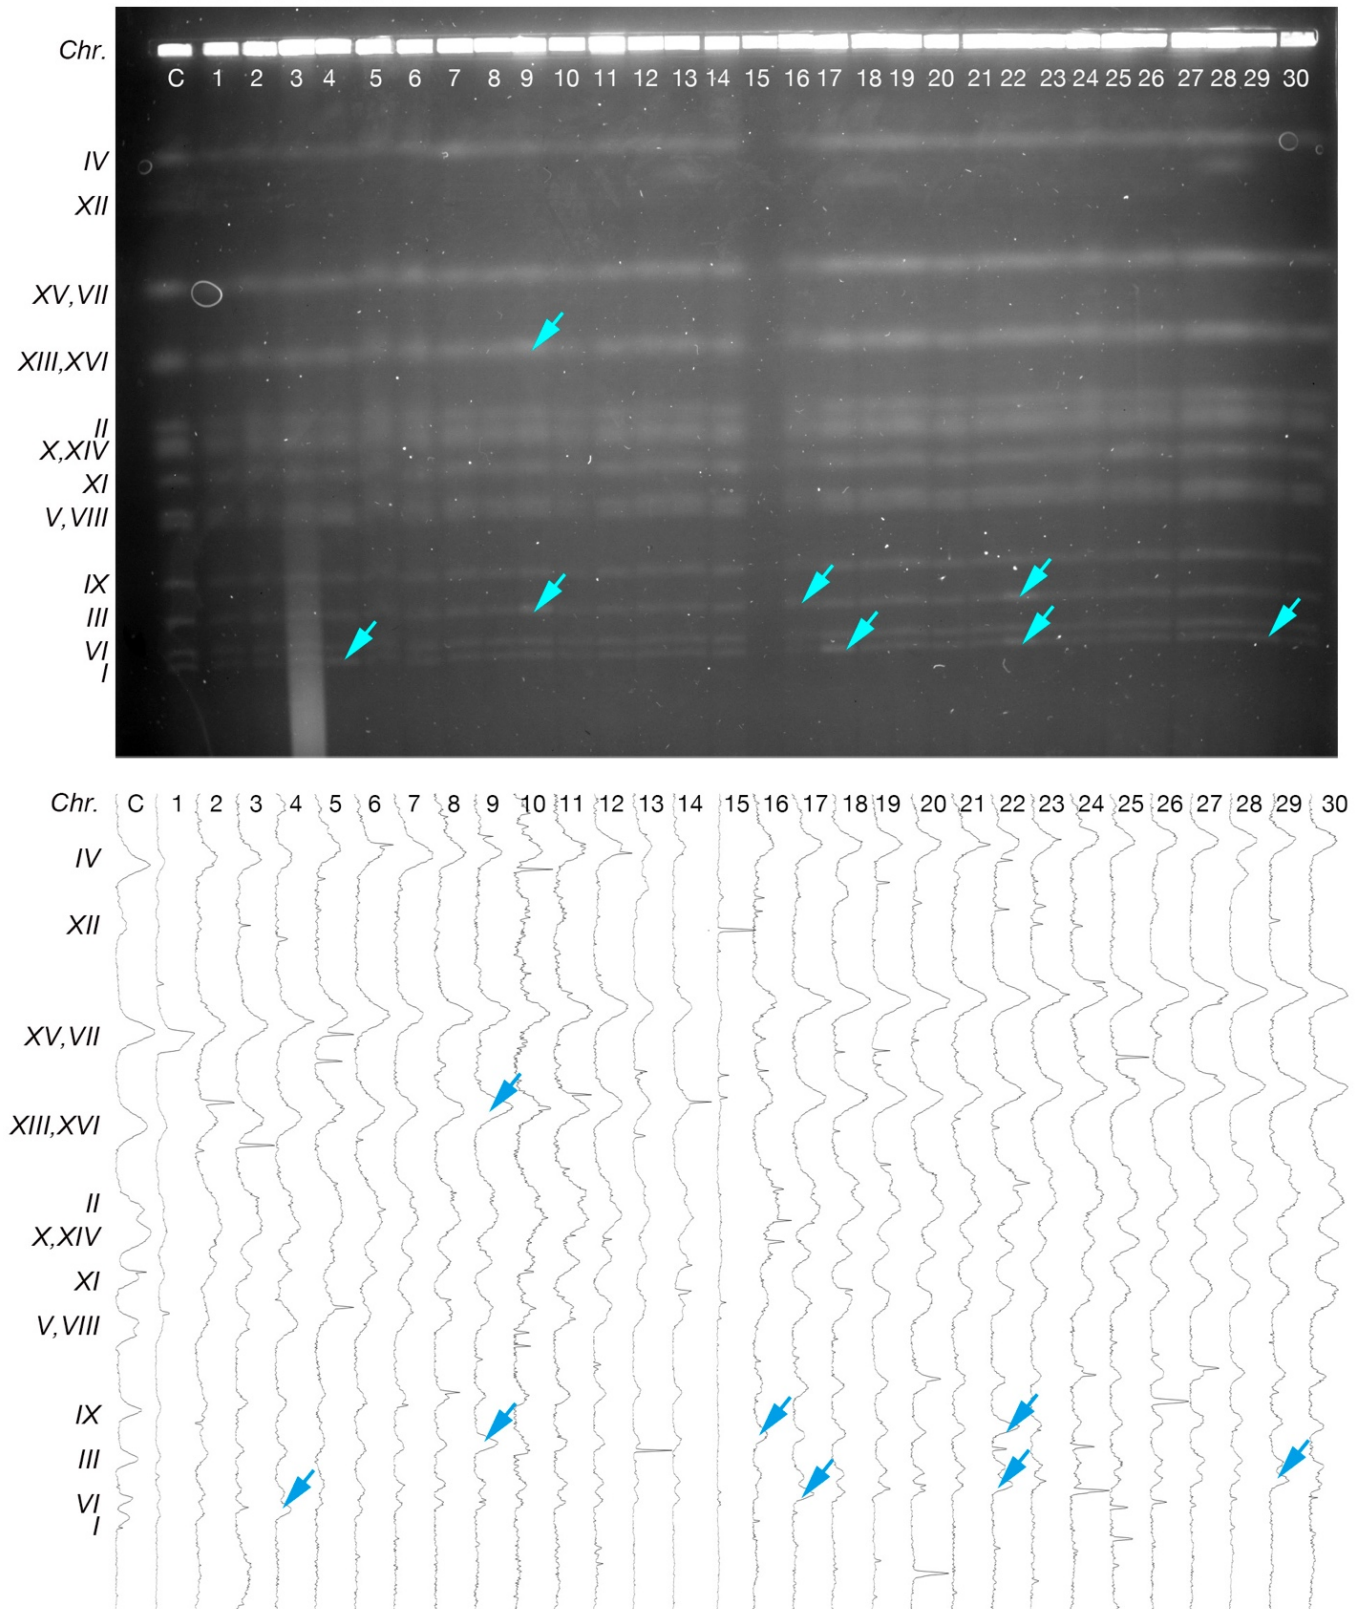 Chr.
C 1 2 3 4 5 6 7 8 9 10 11 12 13 14 15 16 17 18 19 20 21 22 23 24 25 26 27 28 29 30
IV
XII
XV,VII
XIII,XVI
II
X,XIV
XI
V,VIII
IX
III
VI
I
Chr. C 1 2 3 4 5 6 7 8 9 10 11 12 13 14 15 16 17 18 19 20 21 22 23 24 25 26 27 28 29 30
IV
XII
XV,VII
XIII,XVI
II
X,XIV
XI
V,VIII
IX
III
VI
I